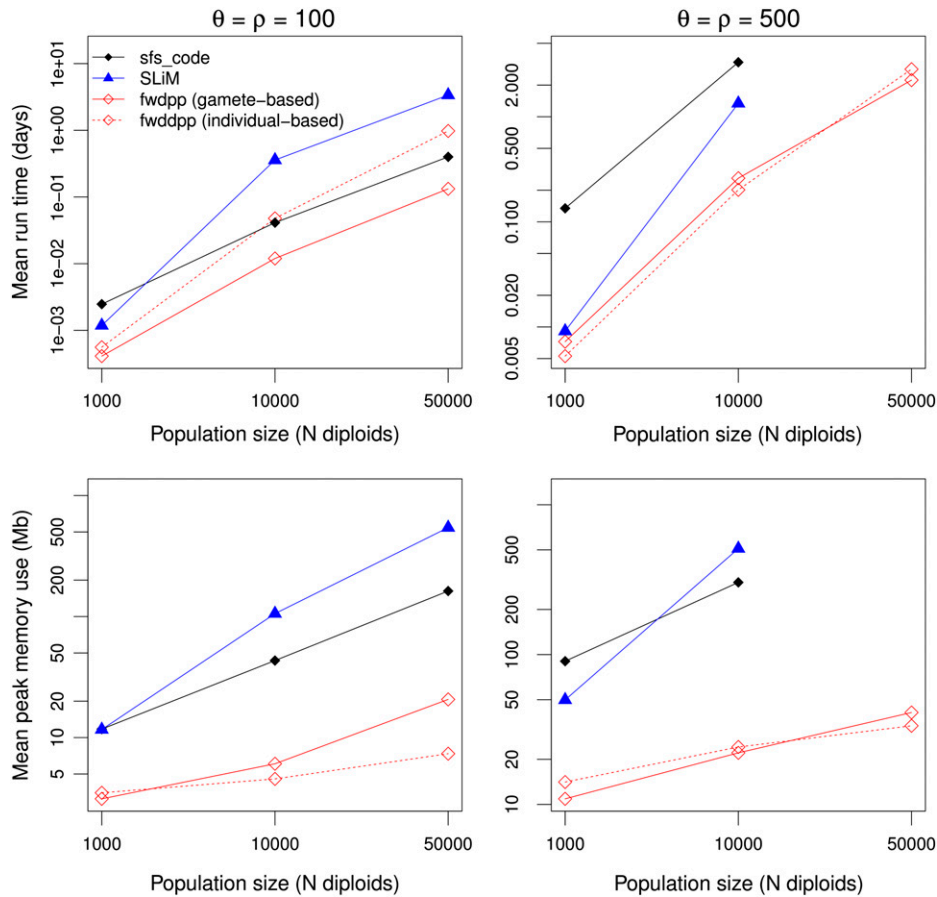 θ = ρ = 100
1e+01
1e+00
1e-01
1e-02
1e-03
Mean run time (days)
sfs_code
SLiM
fwdpp (gamete-based)
fwddpp (individual-based)
1000
10000
50000
Population size (N diploids)
θ = ρ = 500
2.000
0.500
0.100
0.020
0.005
1000
10000
50000
Population size (N diploids)
500
200
50
20
10
5
Mean peak memory use (Mb)
1000
10000
50000
Population size (N diploids)
500
200
100
50
20
10
1000
10000
50000
Population size (N diploids)